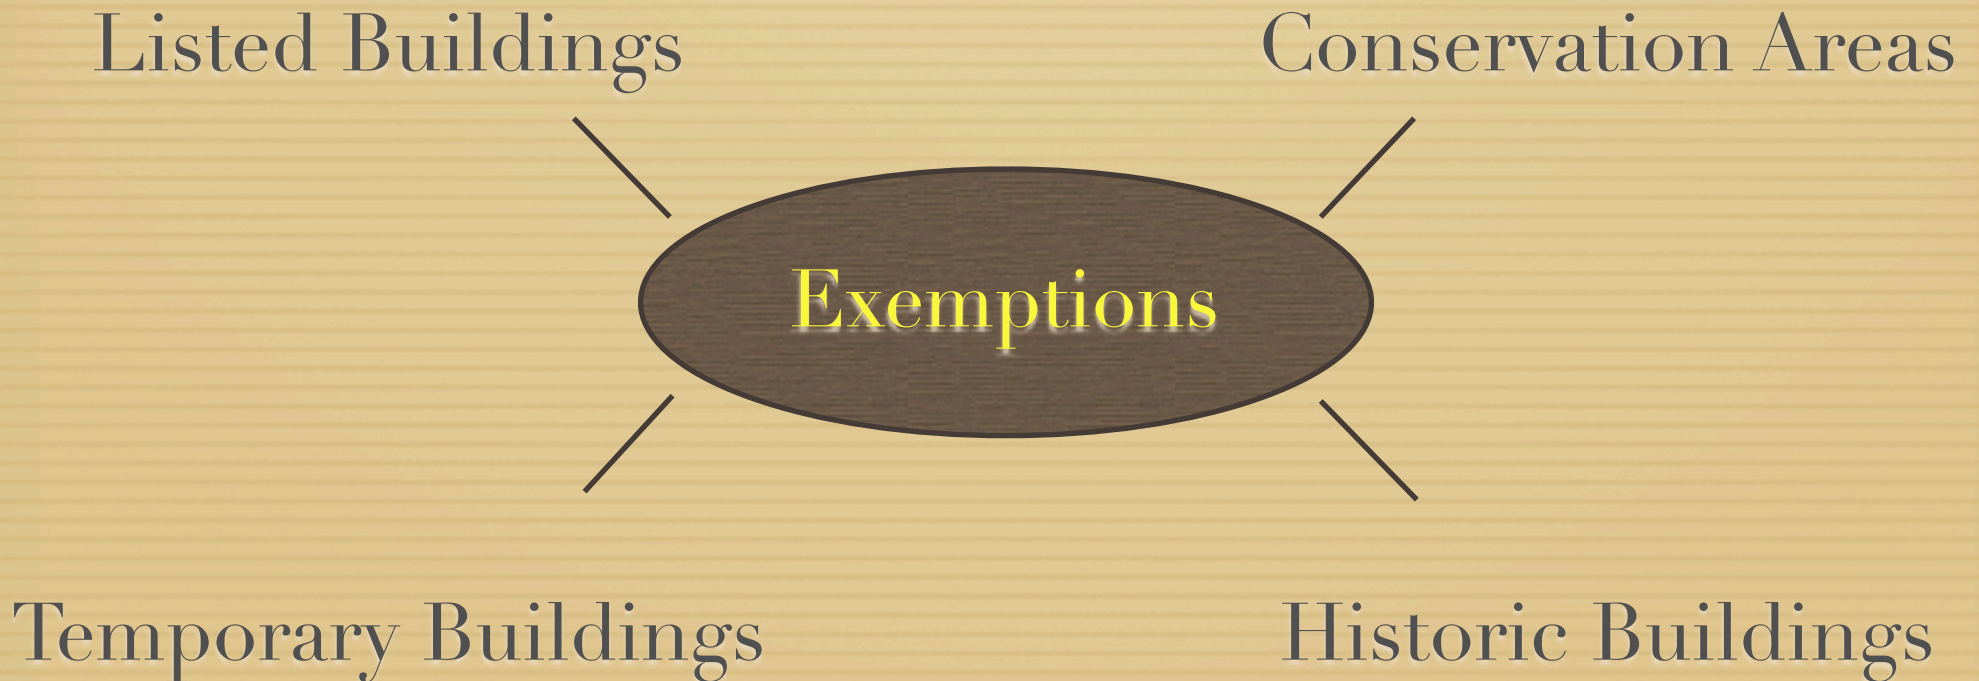 Listed Buildings
Conservation Areas
Exemptions
Temporary Buildings
Historic Buildings